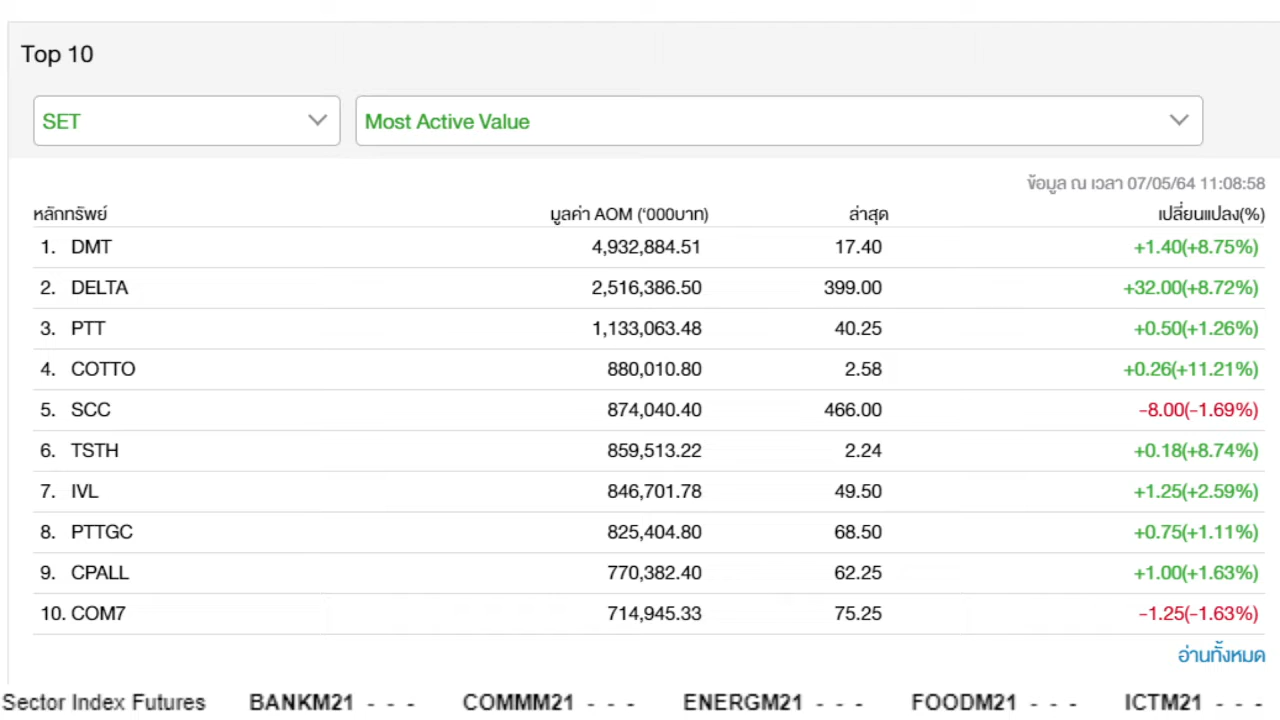 Top 10
SET Most Active Value
ข้อมูล ณ เวลา 07/05/64 11:08:58
หลักทรัพย์ มูลค่า AOM ('000บาท) ล่าสุด เปลี่ยนแปลง(%)
1. DMT 4,932,884.51 17.40 +1.40(+8.75%)
2. DELTA 2,516,386.50 399.00 +32.00(+8.72%)
3. PTT 1,133,063.48 40.25 +0.50(+1.26%)
4. COTTO 880,010.80 2.58 +0.26(+11.21%)
5. SCC 874,040.40 466.00 -8.00(-1.69%)
6. TSTH 859,513.22 2.24 +0.18(+8.74%)
7. IVL 846,701.78 49.50 +1.25(+2.59%)
8. PTTGC 825,404.80 68.50 +0.75(+1.11%)
9. CPALL 770,382.40 62.25 +1.00(+1.63%)
10. COM7 714,945.33 75.25 -1.25(-1.63%)
อ่านทั้งหมด
Sector Index Futures BANKM21 - - - COMMM21 - - - ENERGM21 - - - FOODM21 - - - ICTM21 - - -